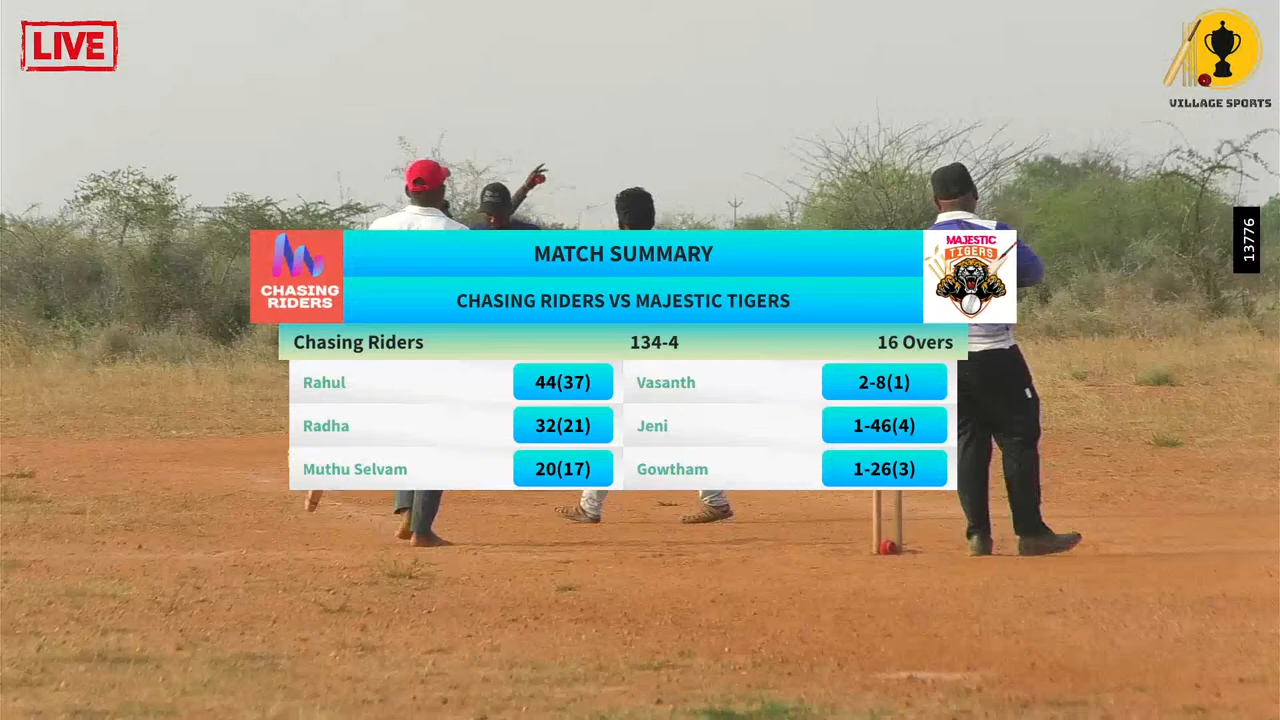 LIVE
VILLAGE SPORTS
13776
CHASING
RIDERS
MATCH SUMMARY
MAJESTIC
TIGERS
CHASING RIDERS VS MAJESTIC TIGERS
Chasing Riders 134-4 16 Overs
Rahul 44(37) Vasanth 2-8(1)
Radha 32(21) Jeni 1-46(4)
Muthu Selvam 20(17) Gowtham 1-26(3)